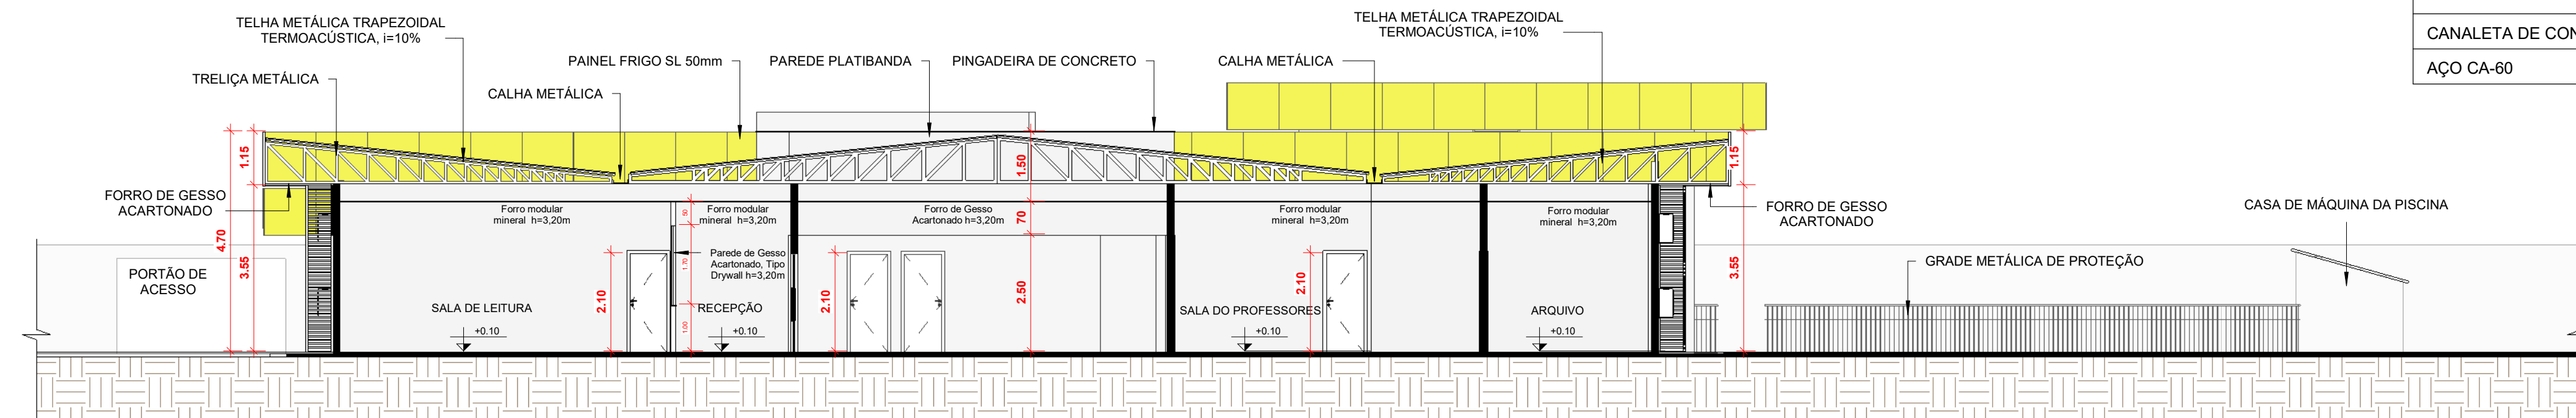 TELHA METÁLICA TRAPEZOIDAL
TERMOACÚSTICA, i=10%
TRELIÇA METÁLICA
CALHA METÁLICA
PAINEL FRIGO SL 50mm
PAREDE PLATIBANDA
PINGADEIRA DE CONCRETO
CALHA METÁLICA
TELHA METÁLICA TRAPEZOIDAL
TERMOACÚSTICA, i=10%
CANALETA DE CON
AÇO CA-60
1.15
4.70
3.55
1.50
1.15
FORRO DE GESSO
ACARTONADO
Forro modular
mineral h=3,20m
50
Forro modular
mineral h=3,20m
Forro de Gesso
Acartonado h=3,20m
70
Forro modular
mineral h=3,20m
Forro modular
mineral h=3,20m
FORRO DE GESSO
ACARTONADO
CASA DE MÁQUINA DA PISCINA
PORTÃO DE
ACESSO
1.70
Parede de Gesso
Acartonado, Tipo
Drywall h=3,20m
GRADE METÁLICA DE PROTEÇÃO
3.55
SALA DE LEITURA
+0.10
2.10
1.00
RECEPÇÃO
+0.10
2.10
2.50
SALA DO PROFESSORES
+0.10
2.10
ARQUIVO
+0.10